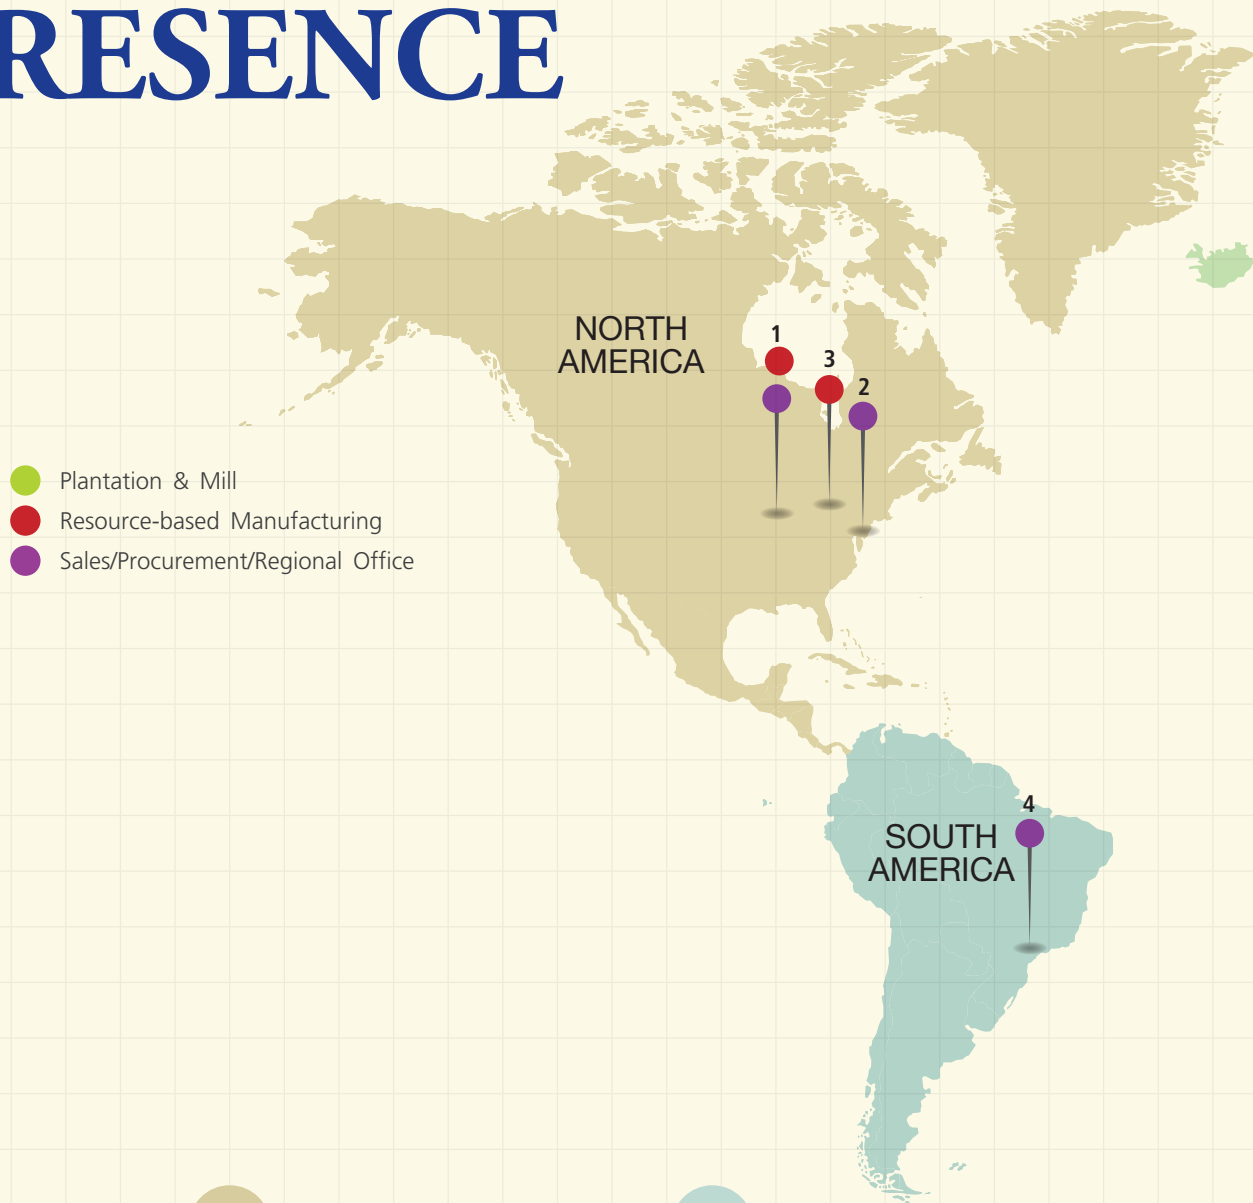 RESENCE
NORTH
AMERICA
1
3
2
Plantation & Mill
Resource-based Manufacturing
Sales/Procurement/Regional Office
4
SOUTH
AMERICA